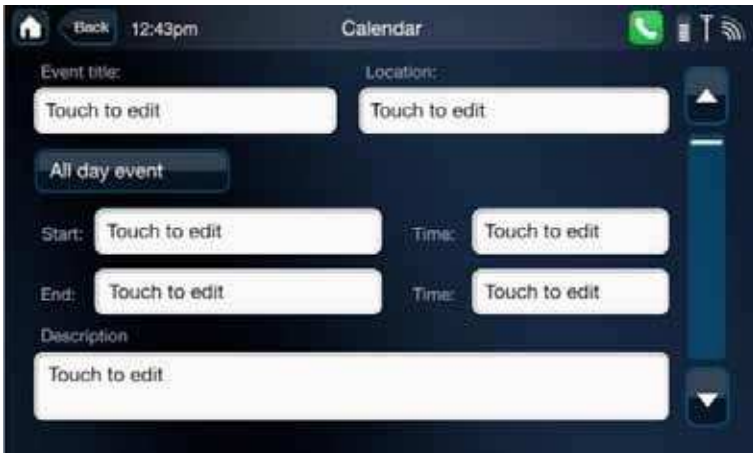 Back 12:43pm Calendar
Event title: Location:
Touch to edit Touch to edit
All day event
Start: Touch to edit Time: Touch to edit
End: Touch to edit Time: Touch to edit
Description
Touch to edit